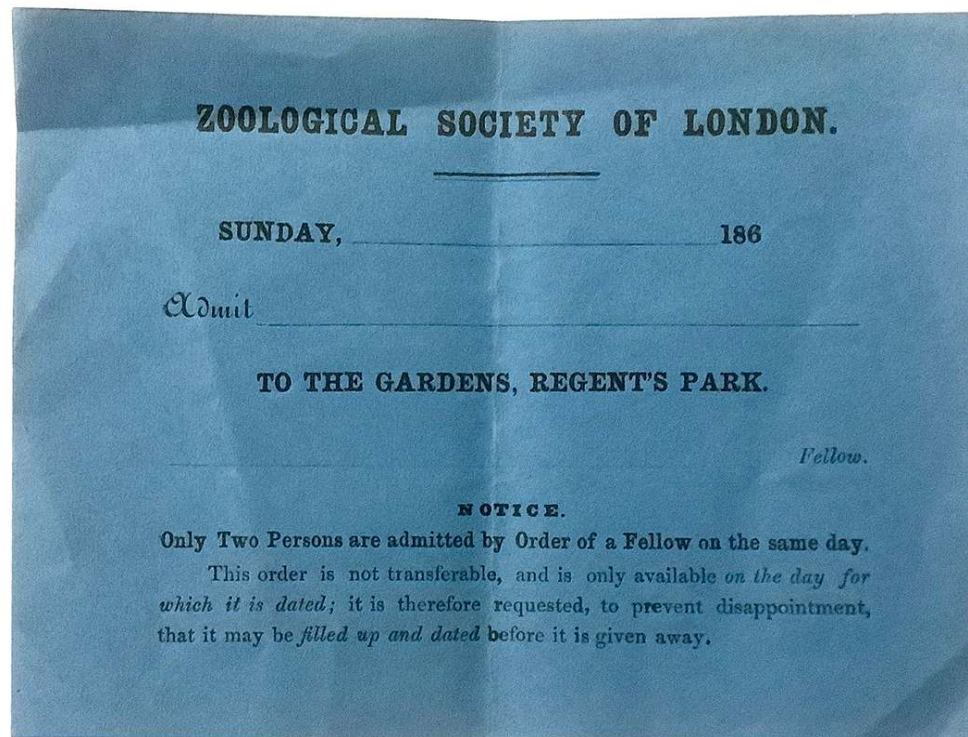 ZOOLOGICAL SOCIETY OF LONDON.
SUNDAY, 186
Admit
TO THE GARDENS, REGENT'S PARK.
Fellow.
NOTICE.
Only Two Persons are admitted by Order of a Fellow on the same day.
This order is not transferable, and is only available on the day for
which it is dated; it is therefore requested, to prevent disappointment,
that it may be filled up and dated before it is given away.